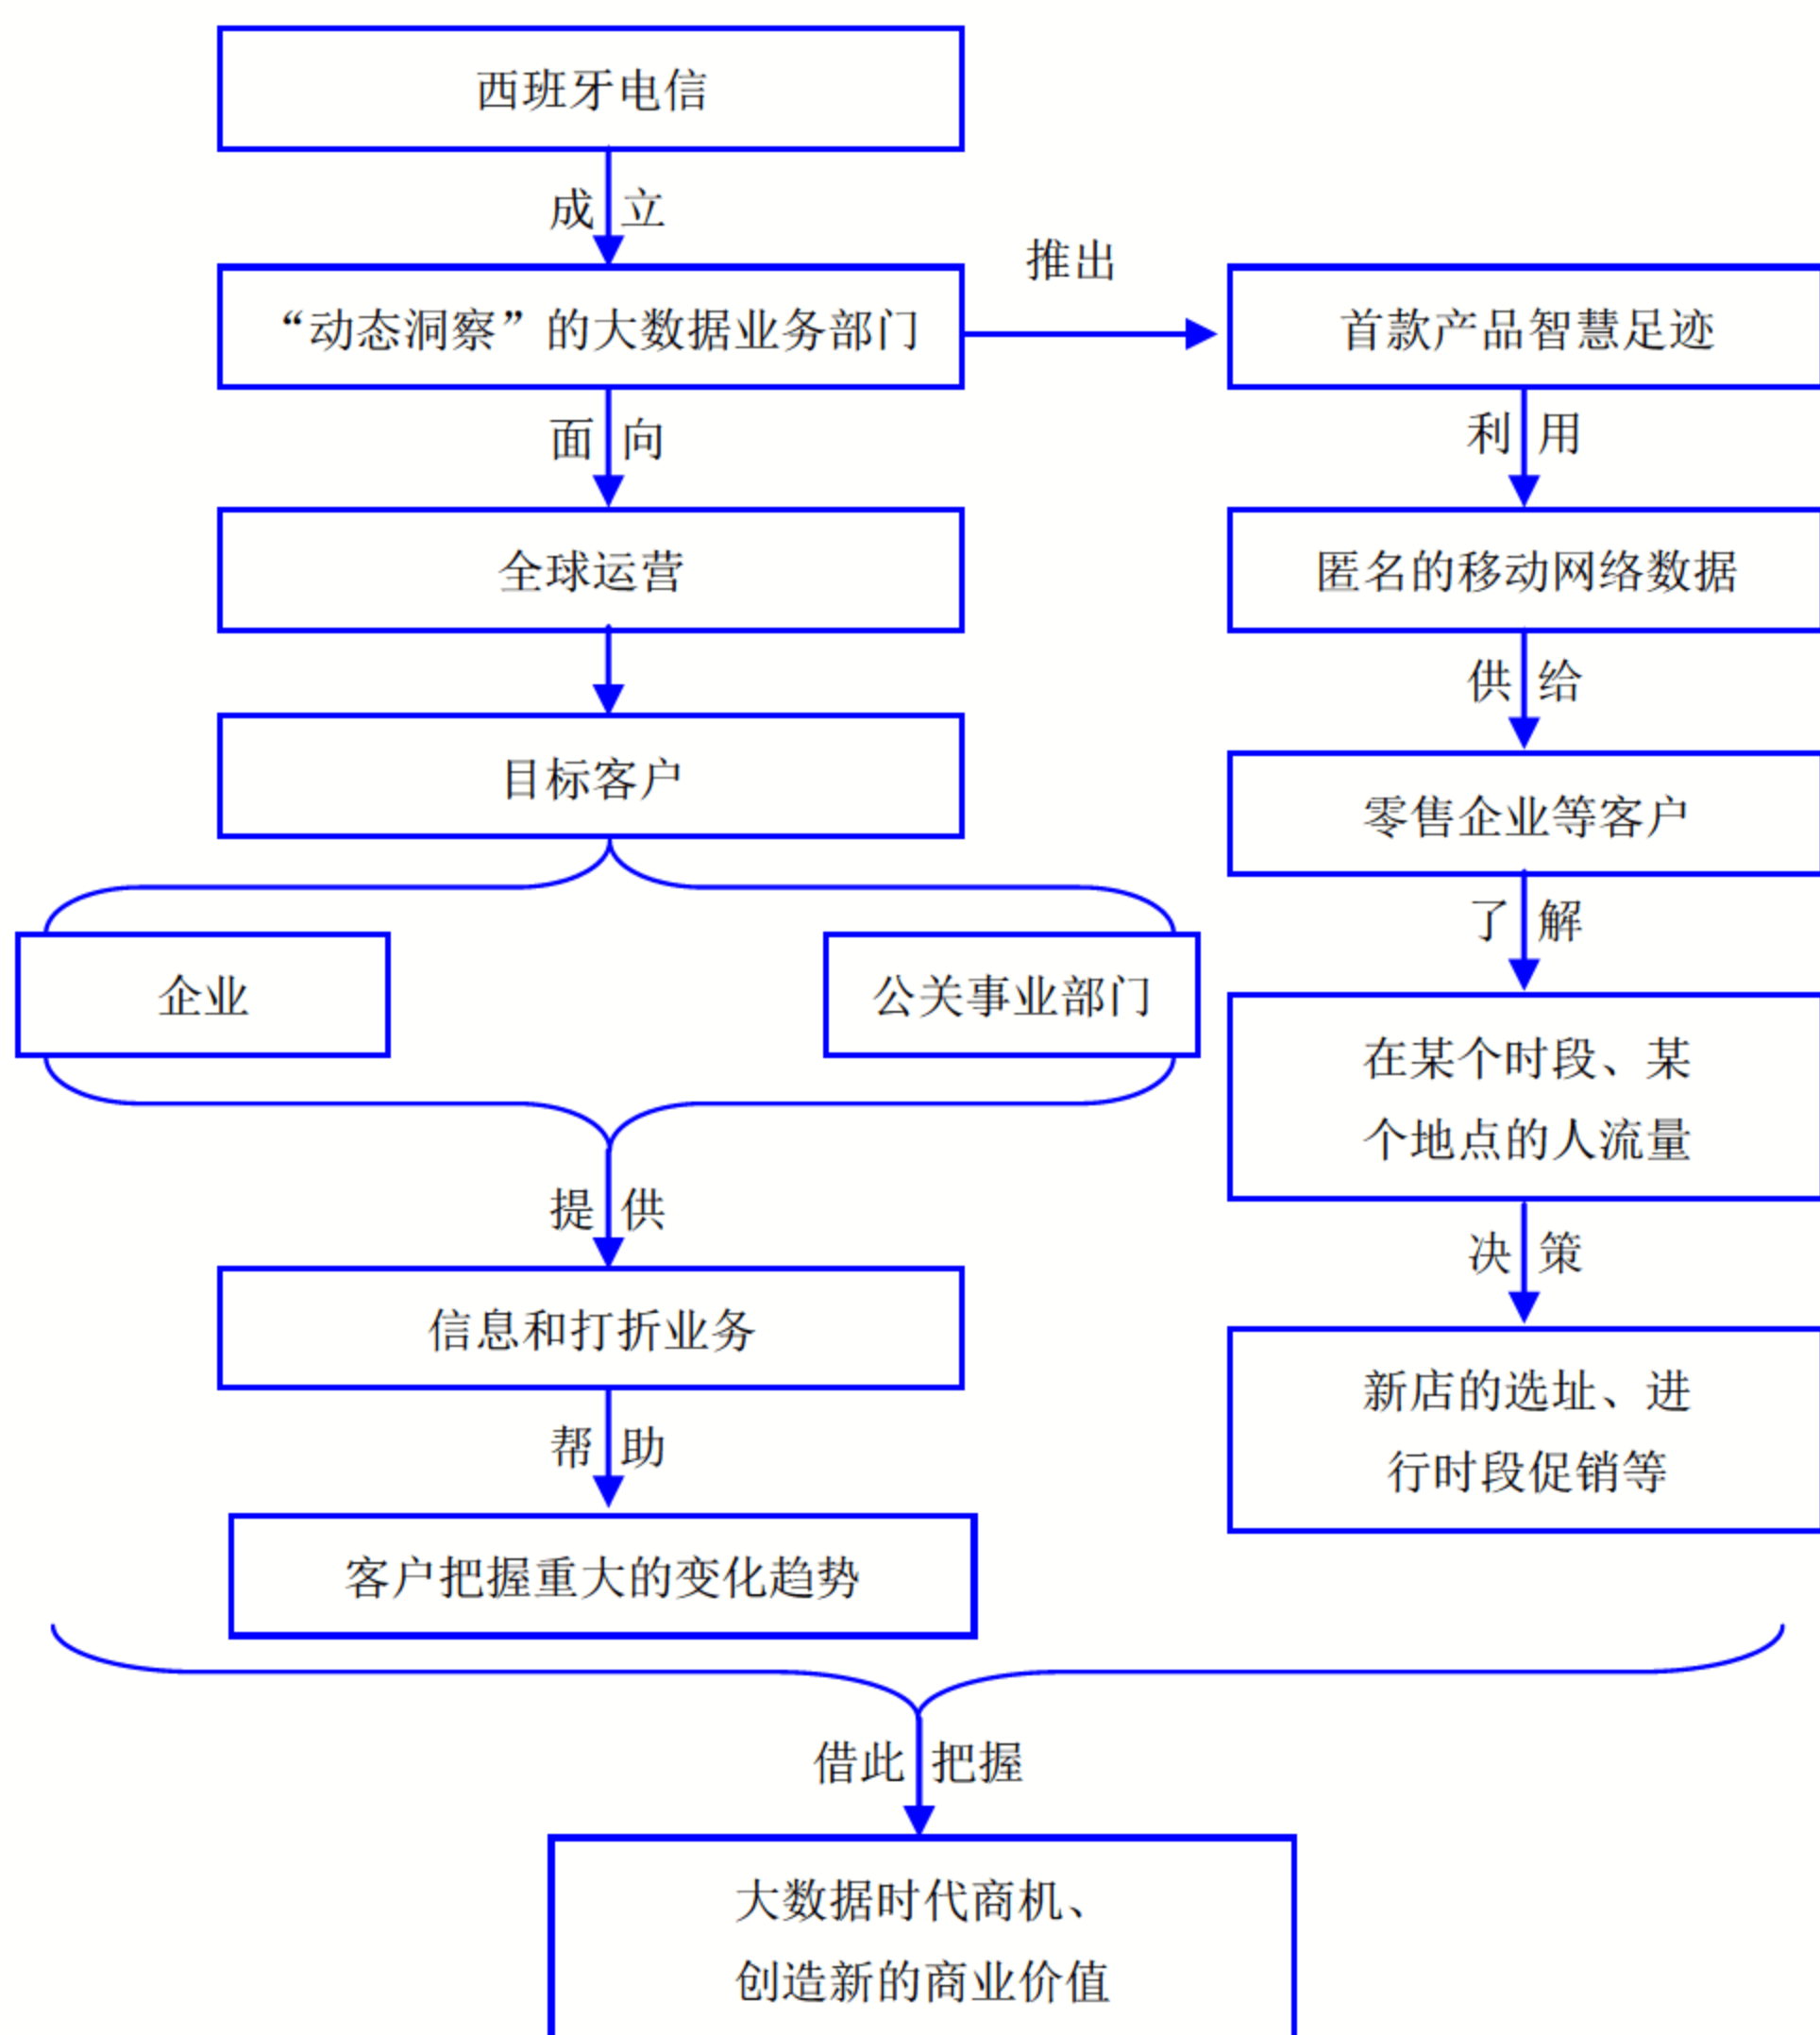 西班牙电信
成立
“动态洞察”的大数据业务部门
推出
首款产品智慧足迹
面向
利用
全球运营
匿名的移动网络数据
供给
目标客户
零售企业等客户
了解
企业
公关事业部门
在某个时段、某
个地点的人流量
提供
决策
信息和打折业务
新店的选址、进
行时段促销等
帮助
客户把握重大的变化趋势
借此把握
大数据时代商机、
创造新的商业价值